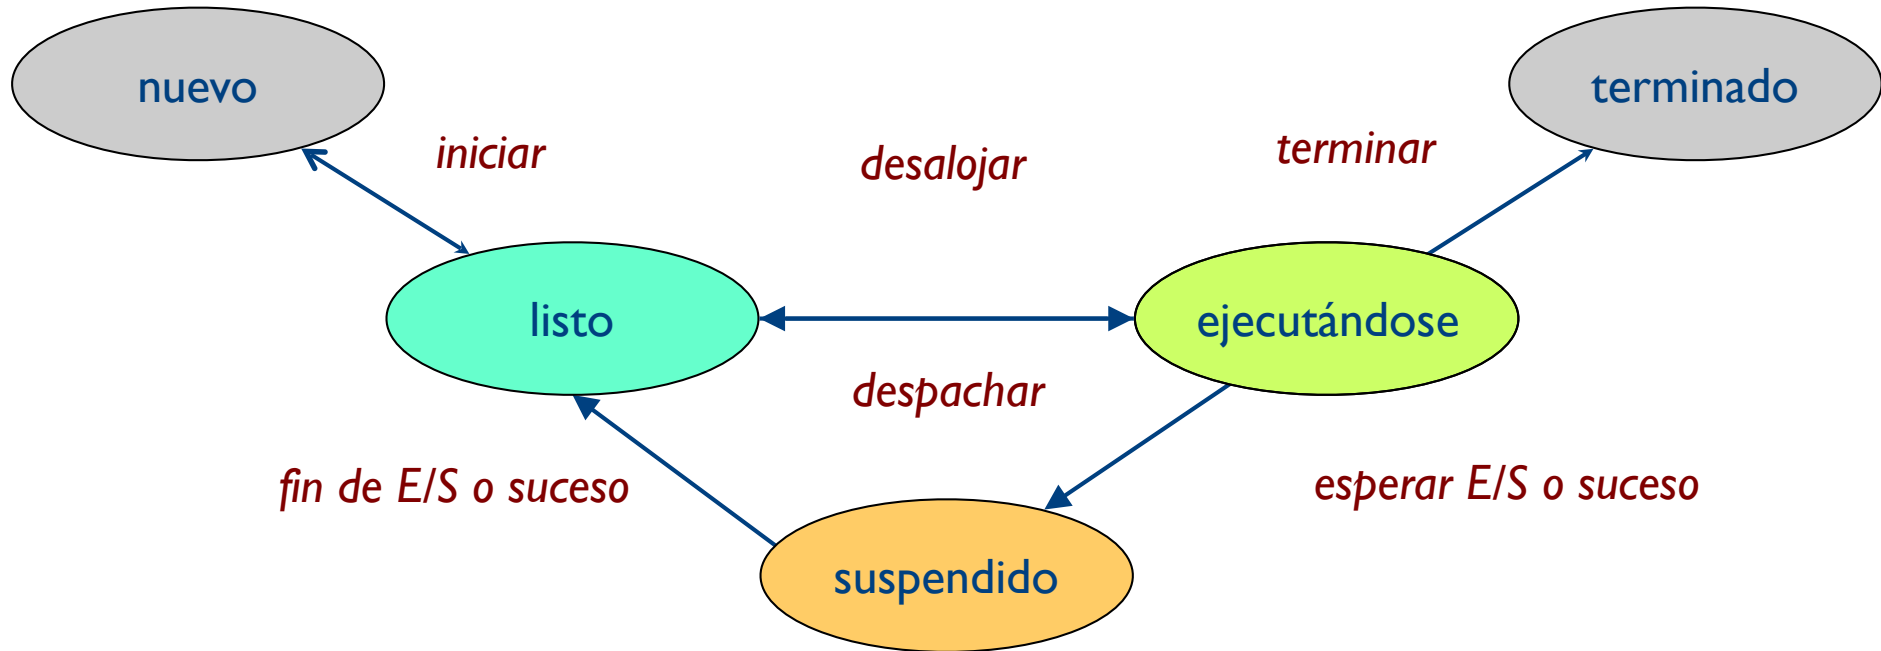 nuevo
terminado
iniciar
desalojar
terminar
listo
ejecutándose
despachar
fin de E/S o suceso
esperar E/S o suceso
suspendido